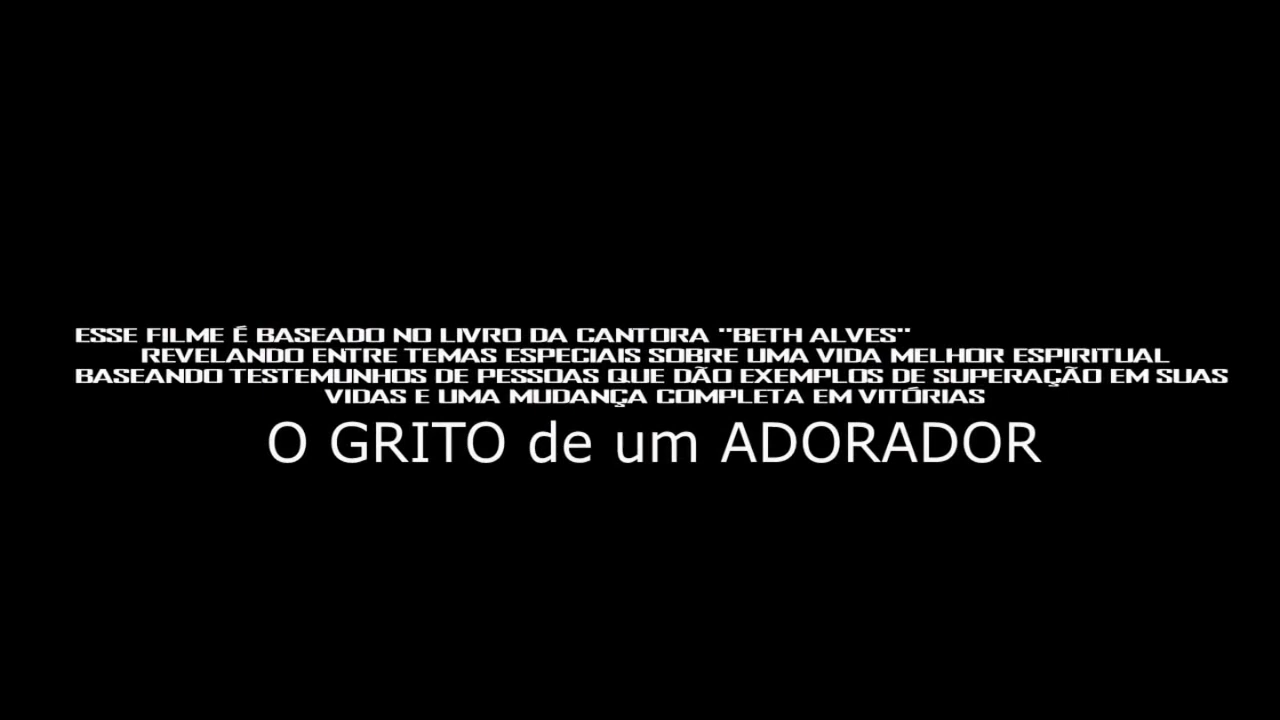 ESSE FILME É BASEADO NO LIVRO DA CANTORA "BETH ALVES"
REVELANDO ENTRE TEMAS ESPECIAIS SOBRE UMA VIDA MELHOR ESPIRITUAL
BASEANDO TESTEMUNHOS DE PESSOAS QUE DÃO EXEMPLOS DE SUPERAÇÃO EM SUAS
VIDAS E UMA MUDANÇA COMPLETA EM VITÓRIAS
O GRITO de um ADORADOR